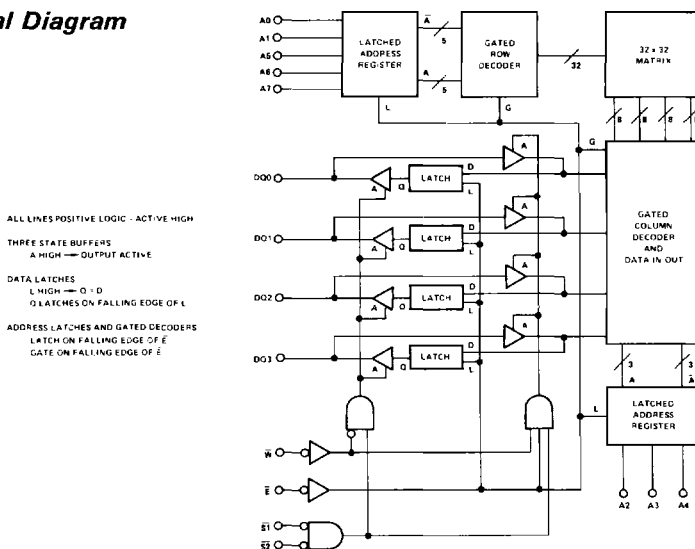 al Diagram
A0
A1
A5
A6
A7
LATCHED
ADDRESS
REGISTER
L
Ā
5
A
5
GATED
ROW
DECODER
G
32
32 x 32
MATRIX
8
8
8
G
DQ0
A
Q
LATCH
D
L
A
DQ1
A
Q
LATCH
D
L
A
DQ2
A
Q
LATCH
D
L
A
DQ3
A
Q
LATCH
D
L
A
GATED
COLUMN
DECODER
AND
DATA IN OUT
3
A
3
Ā
L
LATCHED
ADDRESS
REGISTER
A2
A3
A4
W̄
Ē
S̄1
S̄2
ALL LINES POSITIVE LOGIC - ACTIVE HIGH
THREE STATE BUFFERS
A HIGH → OUTPUT ACTIVE
DATA LATCHES
L HIGH → Q = D
Q LATCHES ON FALLING EDGE OF L
ADDRESS LATCHES AND GATED DECODERS
LATCH ON FALLING EDGE OF Ē
GATE ON FALLING EDGE OF Ē